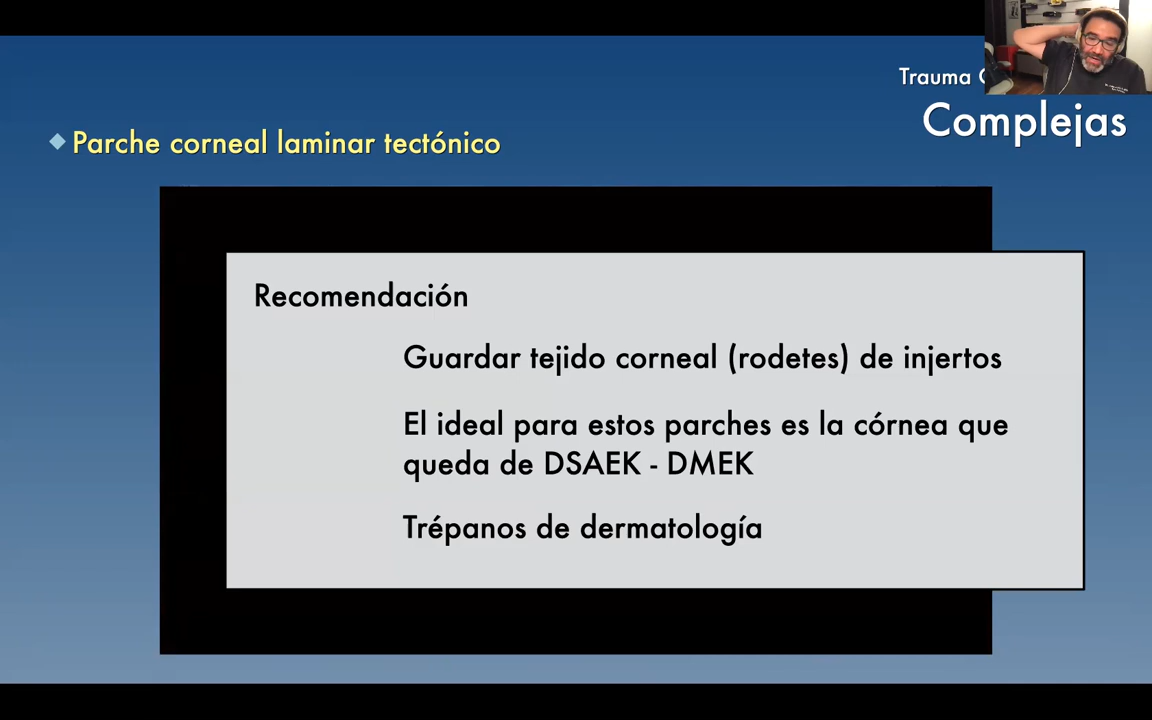 Trauma
Complejas
Parche corneal laminar tectónico
Recomendación
Guardar tejido corneal (rodetes) de injertos
El ideal para estos parches es la córnea que
queda de DSAEK - DMEK
Trépanos de dermatología